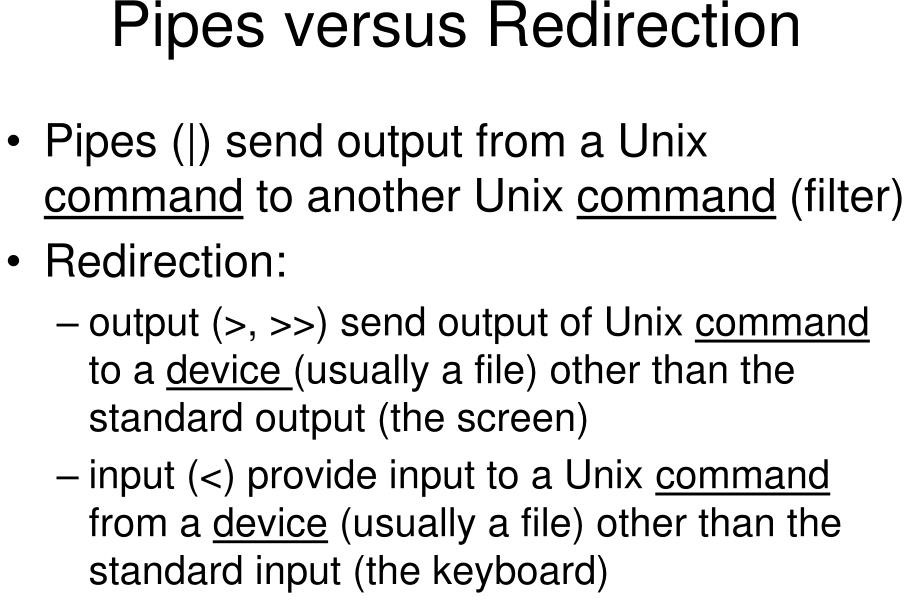 Pipes versus Redirection
• Pipes (|) send output from a Unix
command to another Unix command (filter)
• Redirection:
– output (>, >>) send output of Unix command
to a device (usually a file) other than the
standard output (the screen)
– input (<) provide input to a Unix command
from a device (usually a file) other than the
standard input (the keyboard)